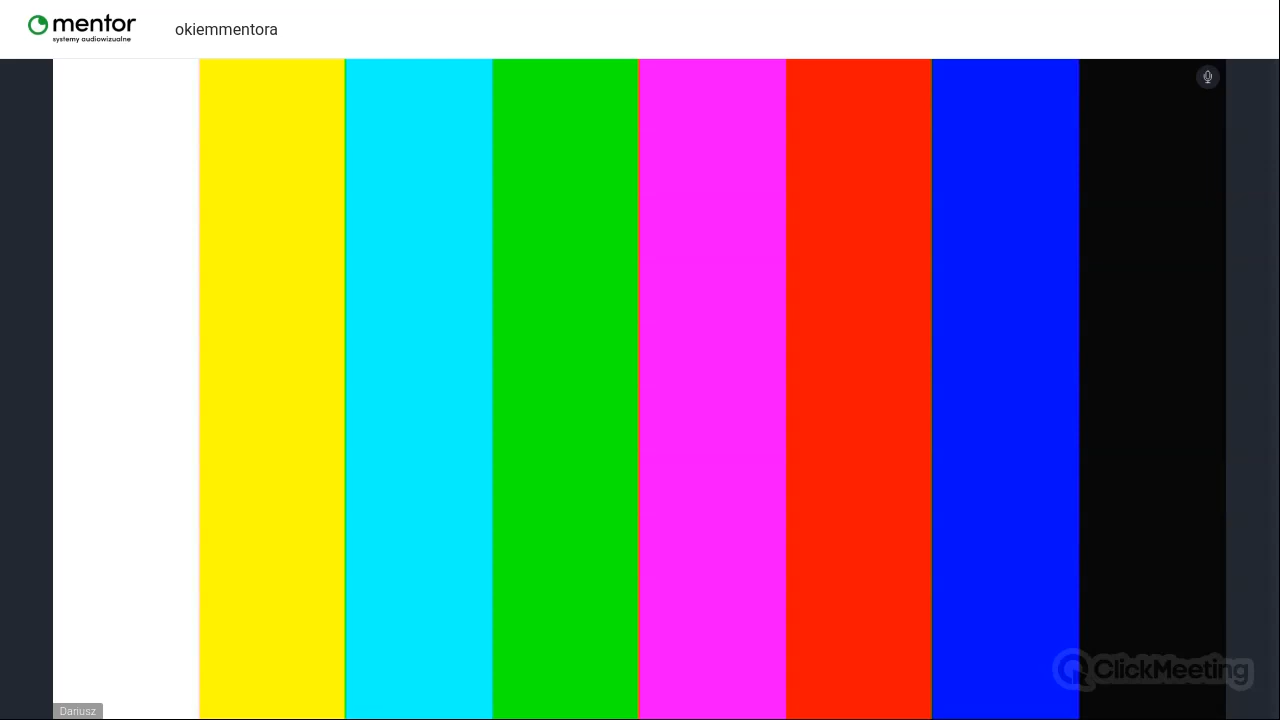 mentor
systemy audiowizualne
okiemmentora
ClickMeeting
Dariusz